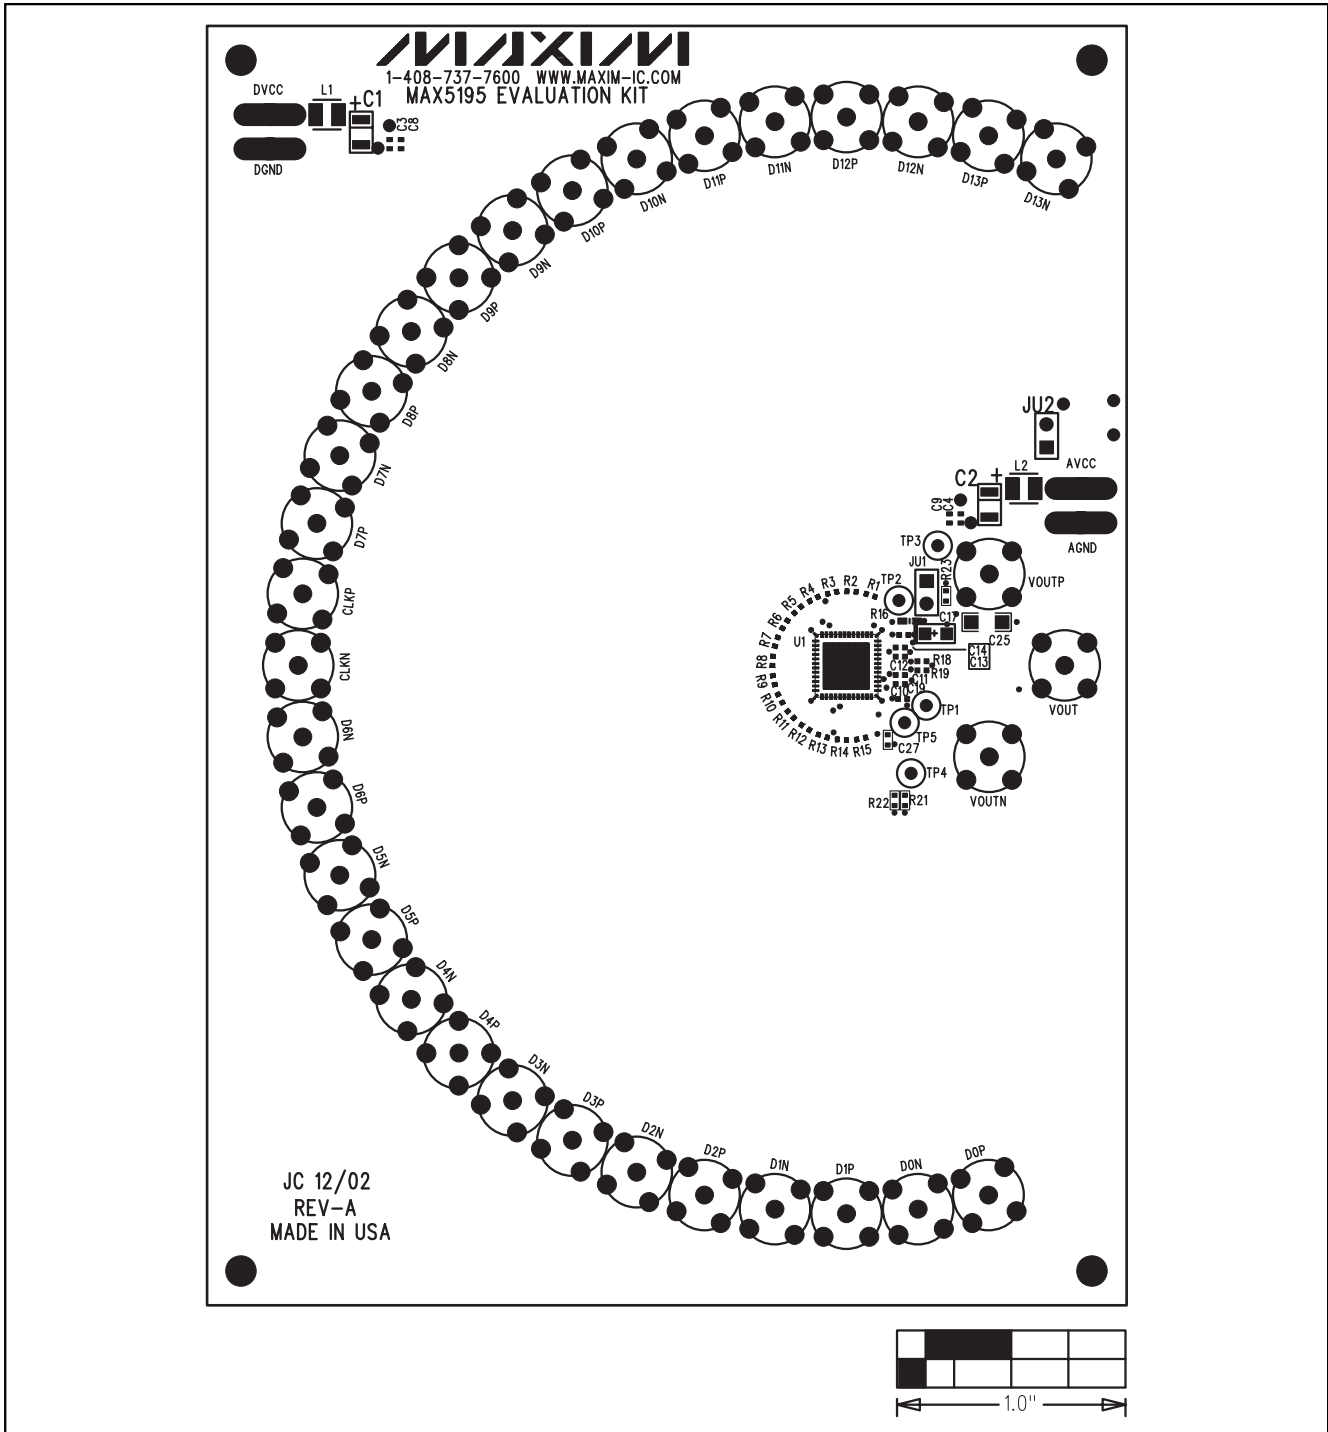 MAXIM
1-408-737-7600 WWW.MAXIM-IC.COM
MAX5195 EVALUATION KIT
DVCC
L1
+C1
C3
C8
DGND
D10P
D10N
D11P
D11N
D12P
D12N
D13P
D13N
D9N
D9P
D8N
D8P
D7N
D7P
CLKP
CLKN
D6N
D6P
D5N
D5P
D4N
D4P
D3N
D3P
D2N
D2P
D1N
D1P
D0N
D0P
JU2
AVCC
L2
C2 +
C9
C4
AGND
TP3
JU1
R23
VOUTP
TP2
R1
R2
R3
R4
R5
R6
R7
R8
R9
R10
R11
R12
R13
R14
R15
U1
R16
C17
+
C25
C14
C13
C12
R18
R19
C11
C19
C10
TP1
VOUT
TP5
C27
TP4
VOUTN
R22
R21
JC 12/02
REV-A
MADE IN USA
1.0"